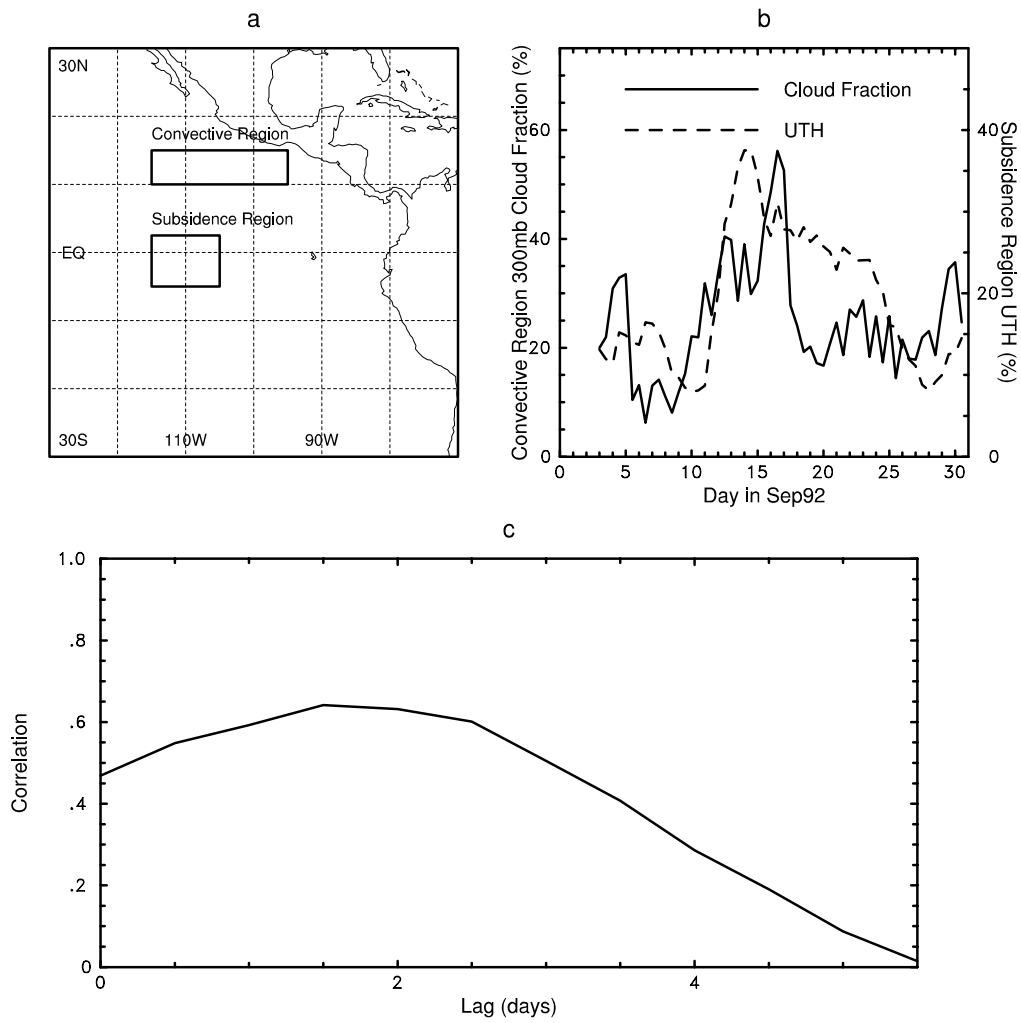 a
30N
Convective Region
Subsidence Region
EQ
30S
110W
90W
b
Cloud Fraction
UTH
Convective Region 300mb Cloud Fraction (%)
60
40
20
0
Subsidence Region UTH (%)
40
20
0
0
5
10
15
20
25
30
Day in Sep92
c
Correlation
1.0
.8
.6
.4
.2
0
0
2
4
Lag (days)